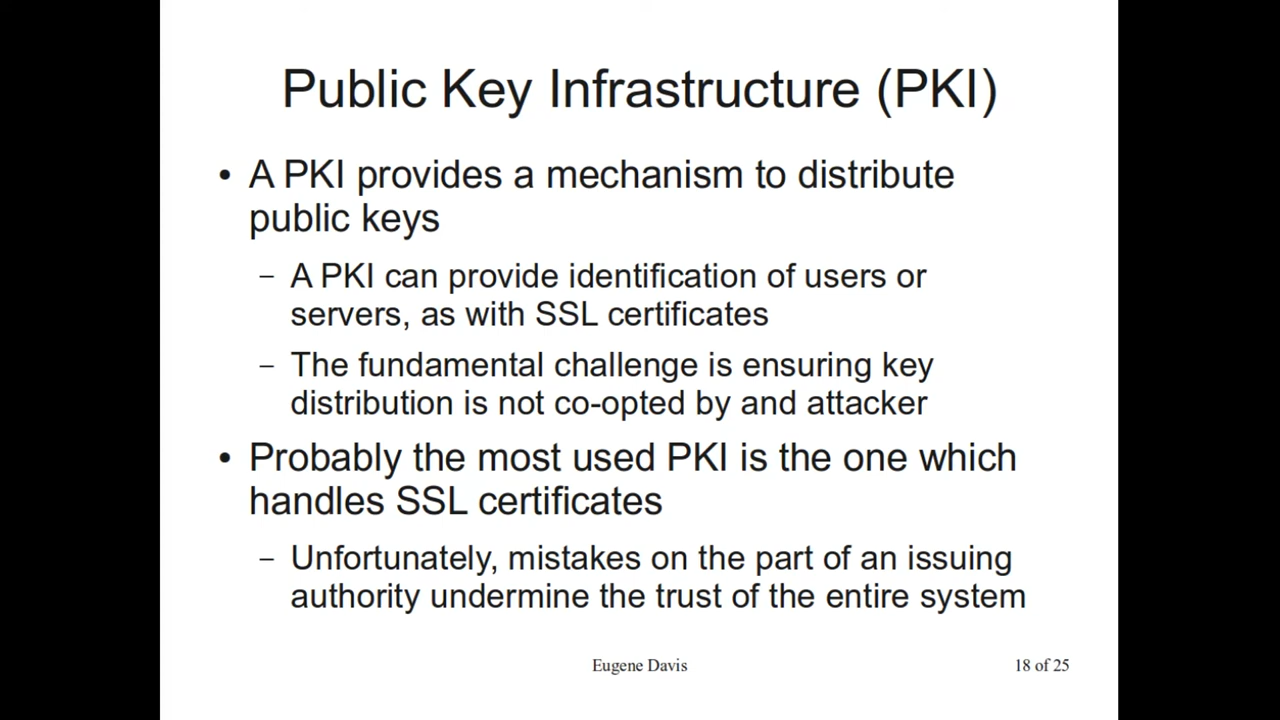 Public Key Infrastructure (PKI)
• A PKI provides a mechanism to distribute
public keys
– A PKI can provide identification of users or
servers, as with SSL certificates
– The fundamental challenge is ensuring key
distribution is not co-opted by and attacker
• Probably the most used PKI is the one which
handles SSL certificates
– Unfortunately, mistakes on the part of an issuing
authority undermine the trust of the entire system
Eugene Davis
18 of 25